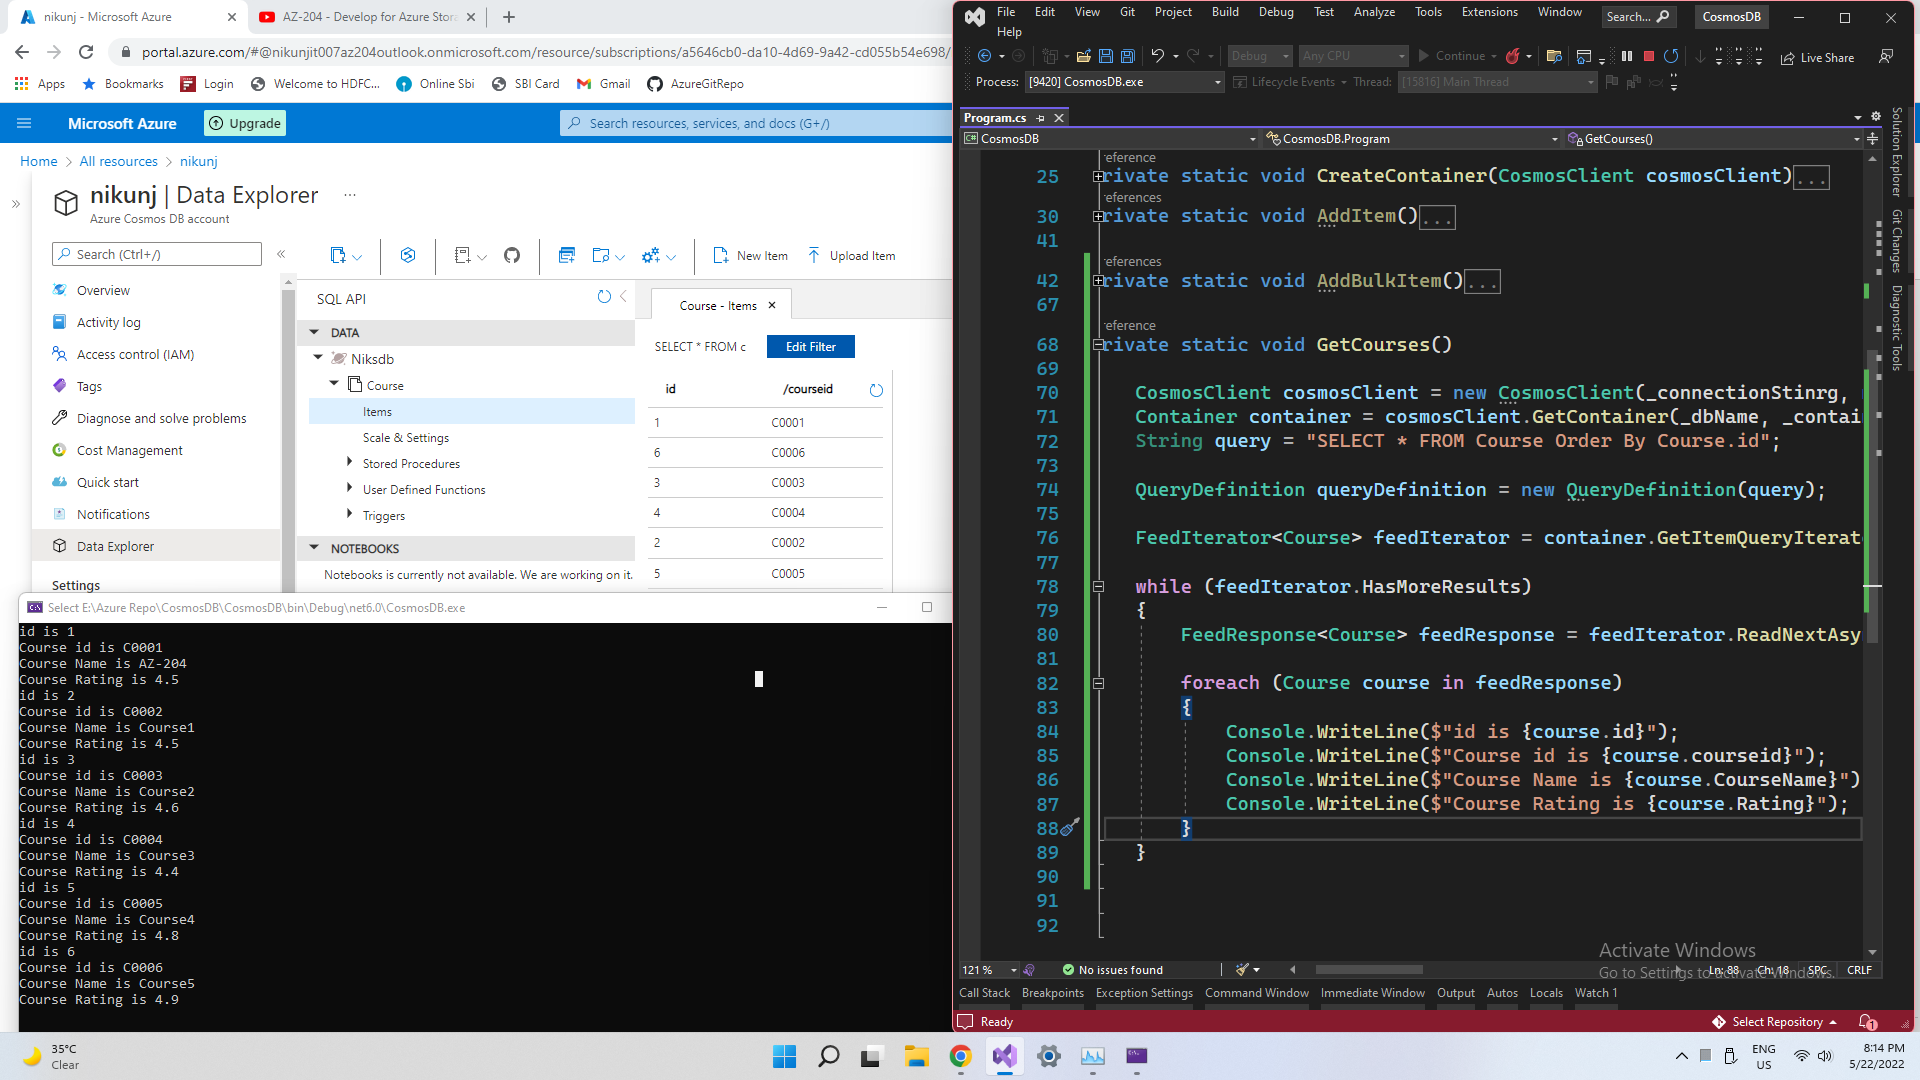 nikunj - Microsoft Azure
AZ-204 - Develop for Azure Stora
portal.azure.com/#@nikunjit007az204outlook.onmicrosoft.com/resource/subscriptions/a5646cb0-da10-4d69-9a42-cd055b54e698/
Apps Bookmarks Login Welcome to HDFC... Online Sbi SBI Card Gmail AzureGitRepo
Microsoft Azure Upgrade Search resources, services, and docs (G+/)
Home > All resources > nikunj
nikunj | Data Explorer ...
Azure Cosmos DB account
Search (Ctrl+/)
New Item Upload Item
Overview
Activity log
Access control (IAM)
Tags
Diagnose and solve problems
Cost Management
Quick start
Notifications
Data Explorer
Settings
SQL API
DATA
Niksdb
Course
Items
Scale & Settings
Stored Procedures
User Defined Functions
Triggers
NOTEBOOKS
Notebooks is currently not available. We are working on it.
Course - Items
SELECT * FROM c Edit Filter
id /courseid
1 C0001
6 C0006
3 C0003
4 C0004
2 C0002
5 C0005
Select E:\Azure Repo\CosmosDB\CosmosDB\bin\Debug\net6.0\CosmosDB.exe
id is 1
Course id is C0001
Course Name is AZ-204
Course Rating is 4.5
id is 2
Course id is C0002
Course Name is Course1
Course Rating is 4.5
id is 3
Course id is C0003
Course Name is Course2
Course Rating is 4.6
id is 4
Course id is C0004
Course Name is Course3
Course Rating is 4.4
id is 5
Course id is C0005
Course Name is Course4
Course Rating is 4.8
id is 6
Course id is C0006
Course Name is Course5
Course Rating is 4.9
File Edit View Git Project Build Debug Test Analyze Tools Extensions Window Search... CosmosDB
Help
Debug Any CPU Continue Live Share
Process: [9420] CosmosDB.exe Lifecycle Events Thread: [15816] Main Thread
Program.cs
CosmosDB CosmosDB.Program GetCourses()
eference
25 rivate static void CreateContainer(CosmosClient cosmosClient)...
eferences
30 rivate static void AddItem()...
41
eferences
42 rivate static void AddBulkItem()...
67
eference
68 rivate static void GetCourses()
69
70 CosmosClient cosmosClient = new CosmosClient(_connectionStinrg,
71 Container container = cosmosClient.GetContainer(_dbName, _contai
72 String query = "SELECT * FROM Course Order By Course.id";
73
74 QueryDefinition queryDefinition = new QueryDefinition(query);
75
76 FeedIterator<Course> feedIterator = container.GetItemQueryIterat
77
78 while (feedIterator.HasMoreResults)
79 {
80 FeedResponse<Course> feedResponse = feedIterator.ReadNextAsy
81
82 foreach (Course course in feedResponse)
83 {
84 Console.WriteLine($"id is {course.id}");
85 Console.WriteLine($"Course id is {course.courseid}");
86 Console.WriteLine($"Course Name is {course.CourseName}")
87 Console.WriteLine($"Course Rating is {course.Rating}");
88 }
89 }
90
91
92
Solution Explorer
Git Changes
Diagnostic Tools
Activate Windows
Go to Settings to activate Windows.
121 % No issues found Ln: 88 Ch: 18 SPC CRLF
Call Stack Breakpoints Exception Settings Command Window Immediate Window Output Autos Locals Watch 1
Ready Select Repository 1
35°C
Clear
ENG
US
8:14 PM
5/22/2022